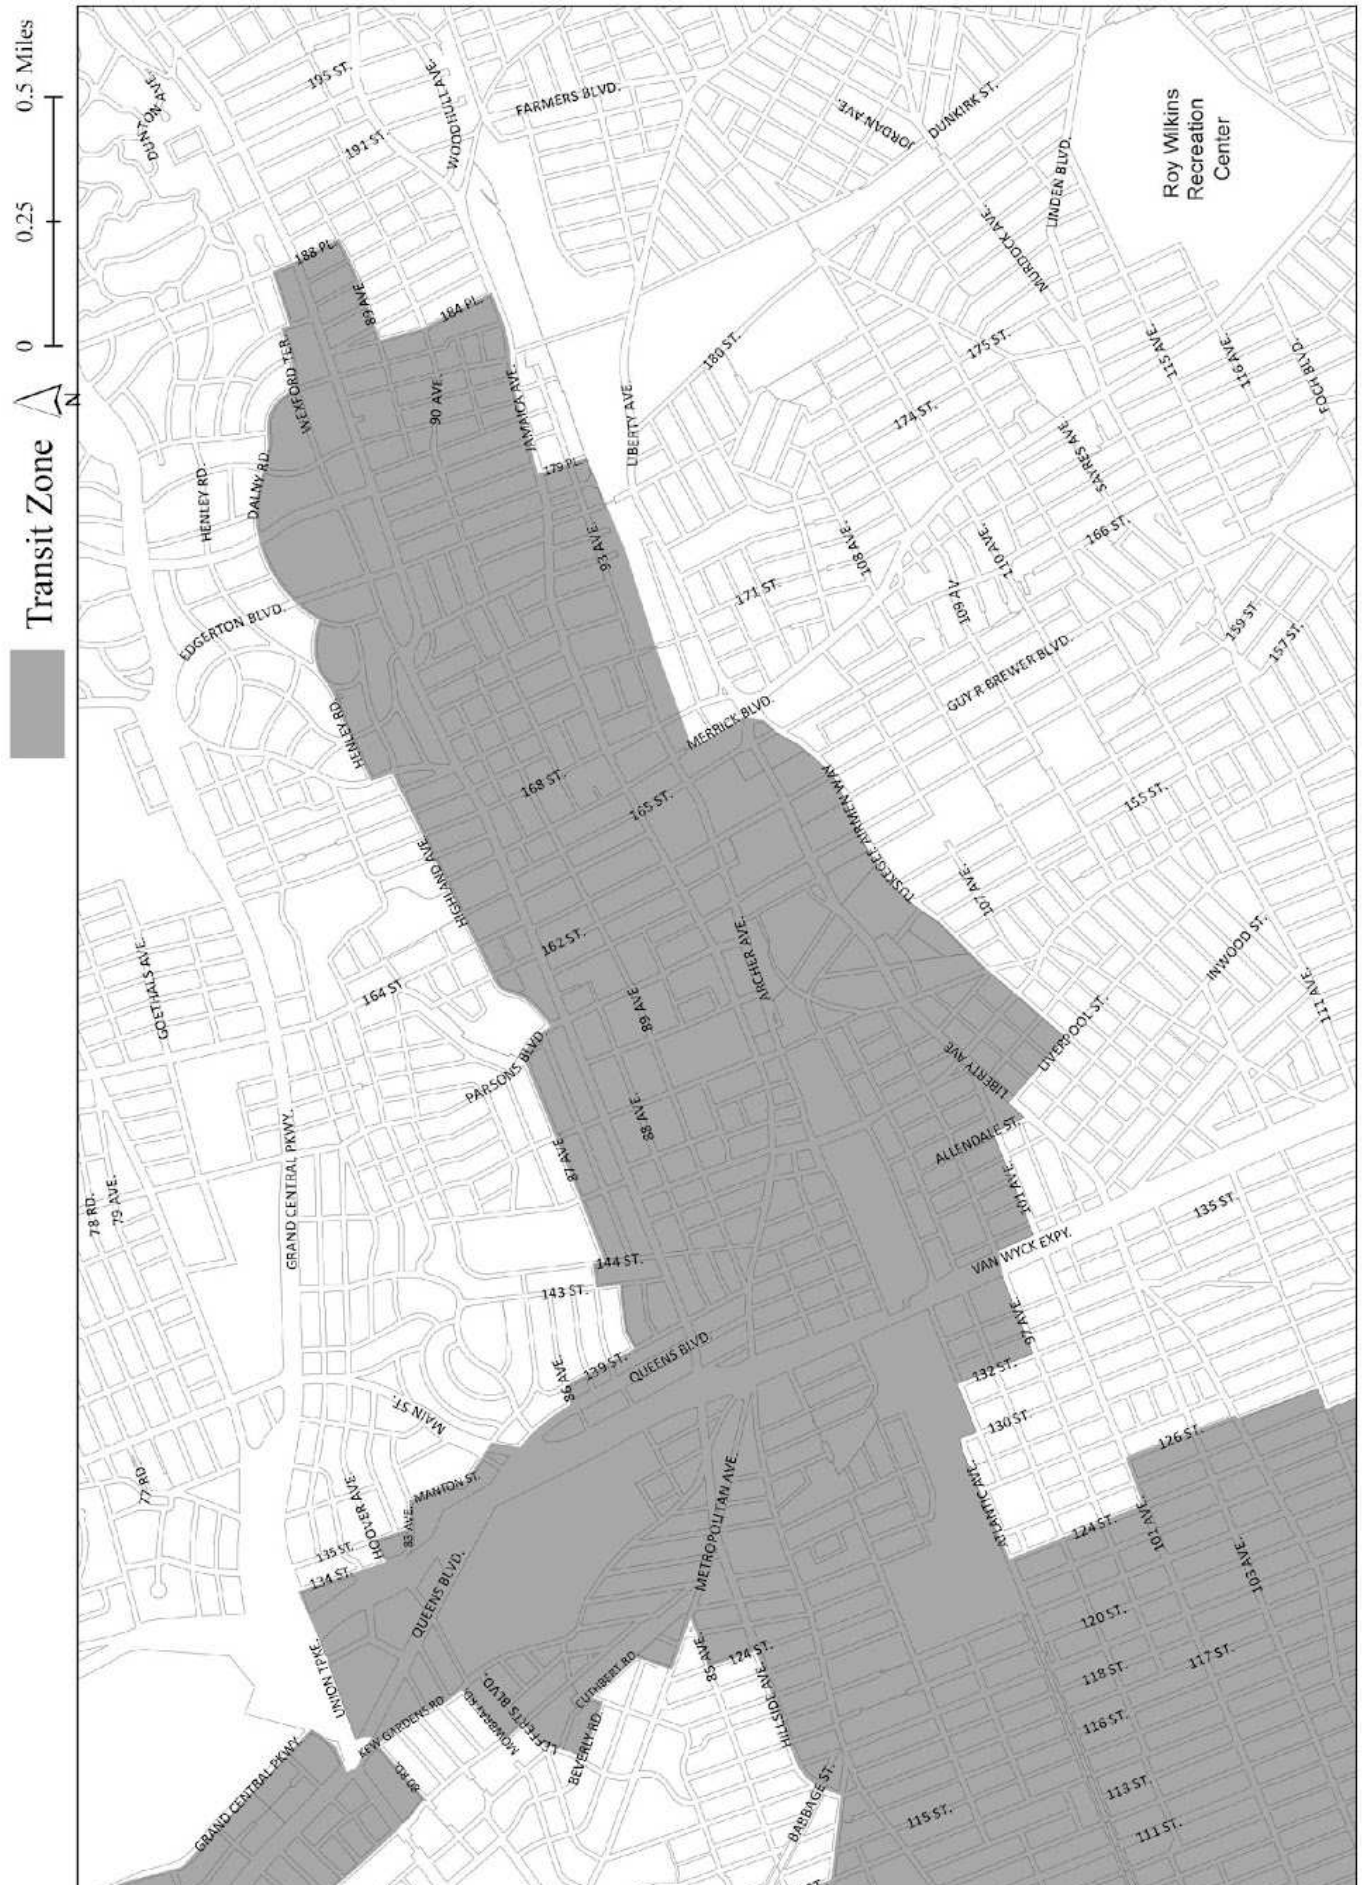 0.5 Miles
0.25
0
N
Transit Zone
DUNTON AVE.
195 ST.
191 ST.
WOODHULL AVE.
FARMERS BLVD.
JORDAN AVE.
DUNKIRK ST.
LINDEN BLVD.
Roy Wilkins
Recreation
Center
188 PL.
89 AVE
184 PL.
MURDOCK AVE.
WEXFORD TER.
90 AVE.
JAMAICA AVE.
LIBERTY AVE
180 ST.
175 ST.
174 ST.
115 AVE.
116 AVE.
FOCH BLVD.
HENLEY RD.
DALNY RD
179 PL.
93 AVE.
SAYRES AVE
108 AVE.
110 AVE.
166 ST.
171 ST.
109 AV.
EDGERTON BLVD.
159 ST.
157 ST.
GUY R BREWER BLVD.
HENLEY RD.
MERRICK BLVD.
168 ST.
165 ST.
TUSKEGEE AIRMEN WAY
155 ST.
HIGHLAND AVE.
107 AVE.
GOETHALS AVE.
164 ST.
162 ST.
89 AVE
ARCHER AVE.
INWOOD ST.
111 AVE.
PARSONS BLVD.
LIBERTY AVE
LIVERPOOL ST.
88 AVE.
87 AVE
ALLENDALE ST.
101 AVE.
78 RD.
79 AVE.
GRAND CENTRAL PKWY.
135 ST.
144 ST.
143 ST.
VAN WYCK EXPY.
97 AVE.
86 AVE.
139 ST.
QUEENS BLVD.
132 ST.
MAIN ST.
130 ST.
126 ST.
77 RD
HOOVER AVE
83 AVE.
MANTON ST.
METROPOLITAN AVE.
ATLANTIC AVE.
124 ST.
101 AVE
103 AVE.
135 ST.
134 ST.
QUEENS BLVD.
120 ST.
UNION TPKE.
85 AVE.
124 ST.
118 ST.
117 ST.
KEW GARDENS RD
MOWBRAY RD.
LEFFERTS BLVD.
CUTHBERT RD.
HILLSIDE AVE.
116 ST.
GRAND CENTRAL PKWY.
80 RD.
BEVERLY RD
BABBAGE ST.
115 ST.
113 ST.
111 ST.